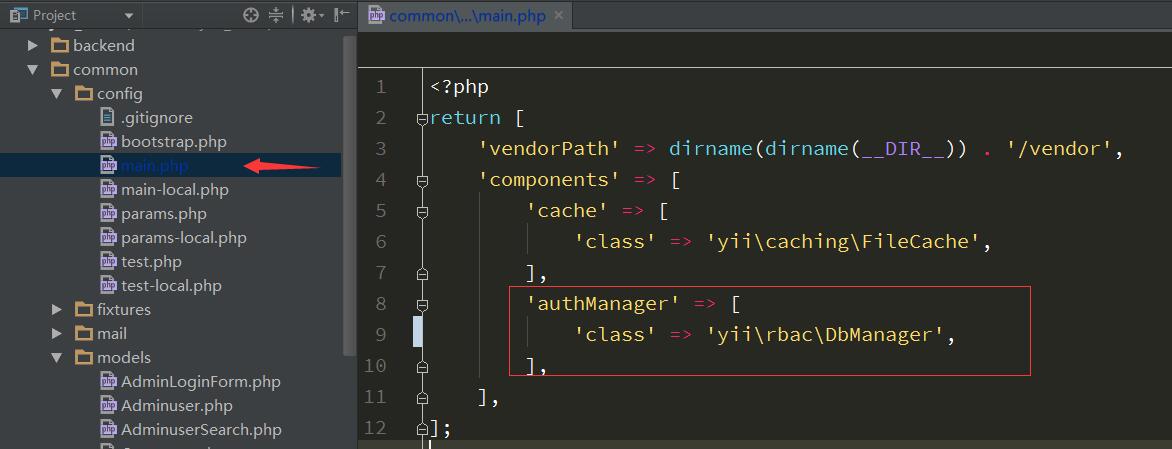 Project
backend
common
config
.gitignore
bootstrap.php
main.php
main-local.php
params.php
params-local.php
test.php
test-local.php
fixtures
mail
models
AdminLoginForm.php
Adminuser.php
AdminuserSearch.php
common\...\main.php
1 <?php
2 return [
3 'vendorPath' => dirname(dirname(__DIR__)) . '/vendor',
4 'components' => [
5 'cache' => [
6 'class' => 'yii\caching\FileCache',
7 ],
8 'authManager' => [
9 'class' => 'yii\rbac\DbManager',
10 ],
11 ],
12 ];